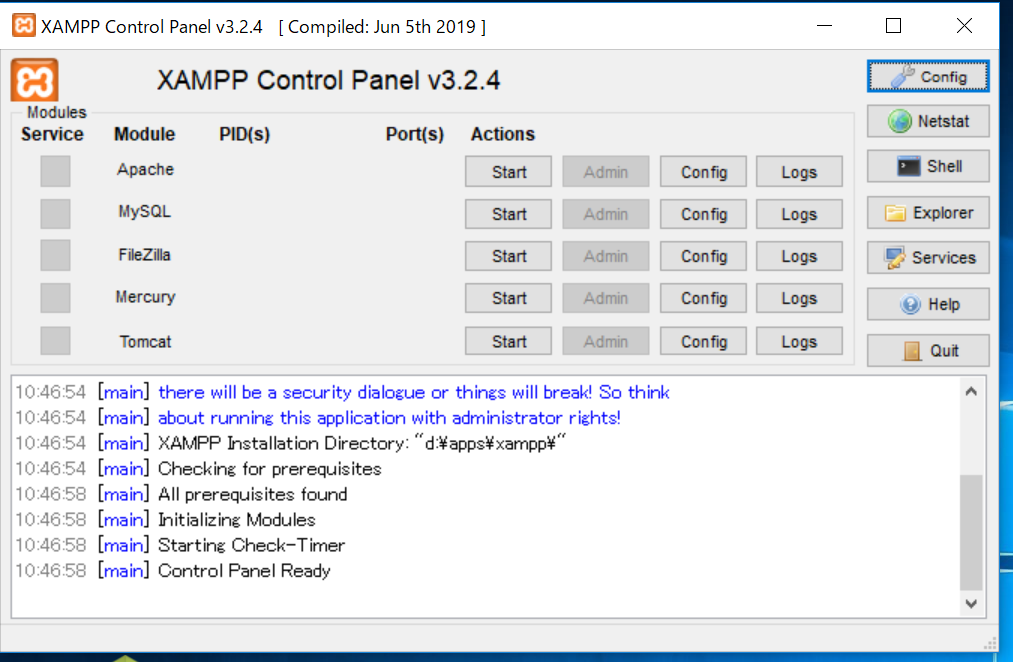 XAMPP Control Panel v3.2.4 [ Compiled: Jun 5th 2019 ]
XAMPP Control Panel v3.2.4
Config
Modules
Service Module PID(s) Port(s) Actions
Netstat
Apache Start Admin Config Logs
Shell
MySQL Start Admin Config Logs
Explorer
FileZilla Start Admin Config Logs
Services
Mercury Start Admin Config Logs
Help
Tomcat Start Admin Config Logs
Quit
10:46:54 [main] there will be a security dialogue or things will break! So think
10:46:54 [main] about running this application with administrator rights!
10:46:54 [main] XAMPP Installation Directory: "d:¥apps¥xampp¥"
10:46:54 [main] Checking for prerequisites
10:46:58 [main] All prerequisites found
10:46:58 [main] Initializing Modules
10:46:58 [main] Starting Check-Timer
10:46:58 [main] Control Panel Ready